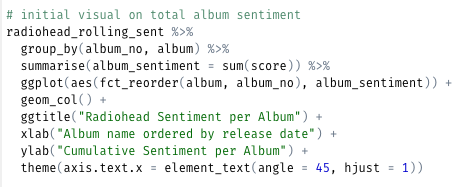 # initial visual on total album sentiment
radiohead_rolling_sent %>%
  group_by(album_no, album) %>%
  summarise(album_sentiment = sum(score)) %>%
  ggplot(aes(fct_reorder(album, album_no), album_sentiment)) +
  geom_col() +
  ggtitle("Radiohead Sentiment per Album") +
  xlab("Album name ordered by release date") +
  ylab("Cumulative Sentiment per Album") +
  theme(axis.text.x = element_text(angle = 45, hjust = 1))